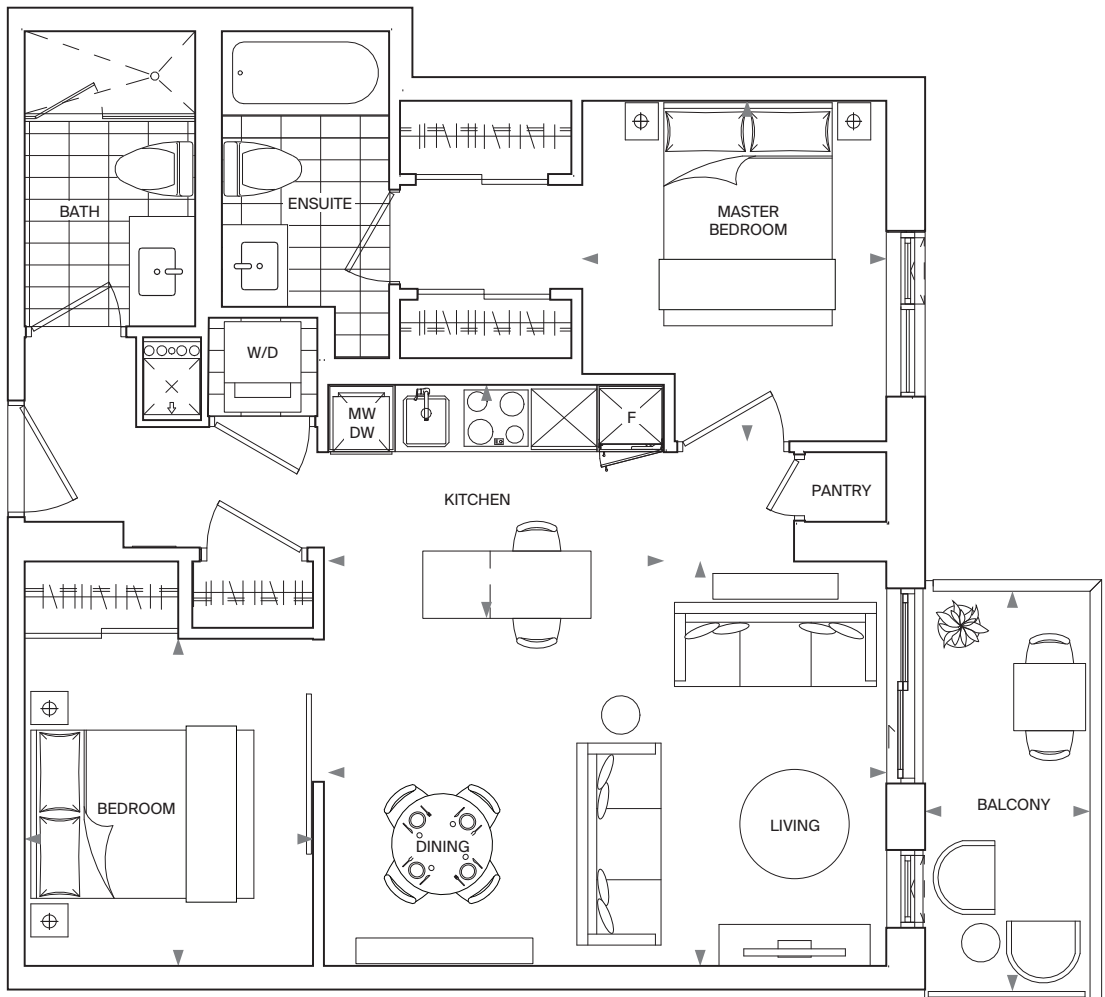 BATH
ENSUITE
MASTER
BEDROOM
W/D
MW
DW
F
KITCHEN
PANTRY
BEDROOM
DINING
LIVING
BALCONY